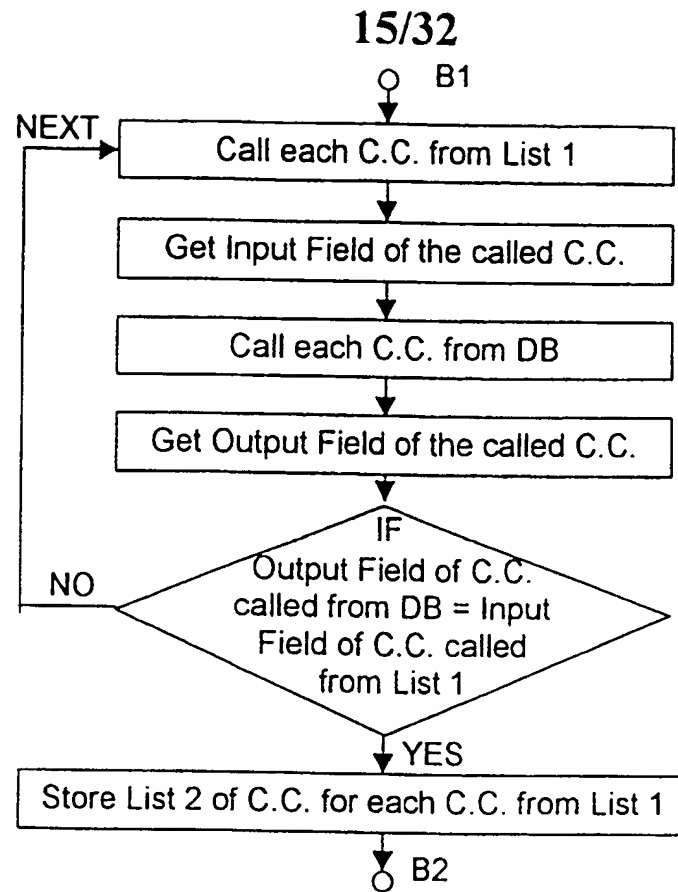 15/32
B1
NEXT
Call each C.C. from List 1
Get Input Field of the called C.C.
Call each C.C. from DB
Get Output Field of the called C.C.
IF
Output Field of C.C.
called from DB = Input
Field of C.C. called
from List 1
NO
YES
Store List 2 of C.C. for each C.C. from List 1
B2